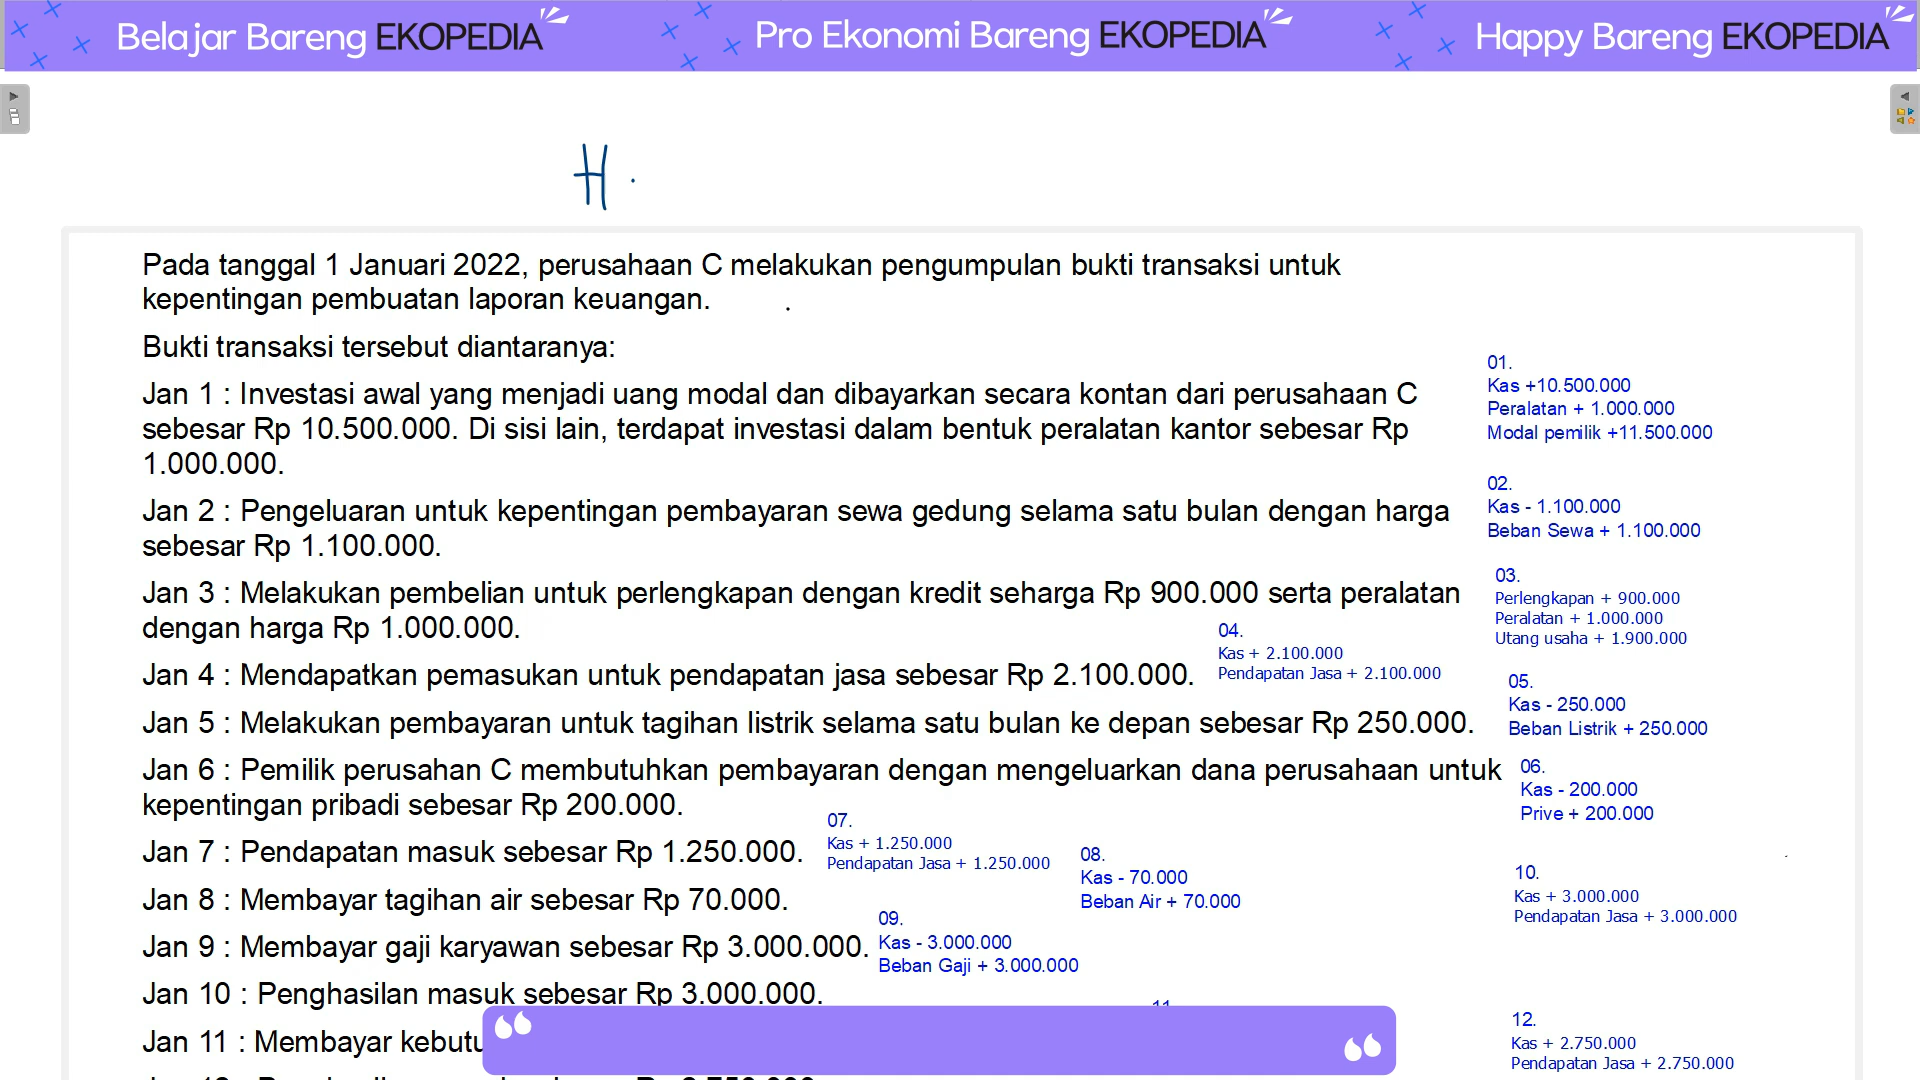 Belajar Bareng EKOPEDIA
Pro Ekonomi Bareng EKOPEDIA
Happy Bareng EKOPEDIA
H.
Pada tanggal 1 Januari 2022, perusahaan C melakukan pengumpulan bukti transaksi untuk
kepentingan pembuatan laporan keuangan.
Bukti transaksi tersebut diantaranya:
Jan 1 : Investasi awal yang menjadi uang modal dan dibayarkan secara kontan dari perusahaan C
sebesar Rp 10.500.000. Di sisi lain, terdapat investasi dalam bentuk peralatan kantor sebesar Rp
1.000.000.
01.
Kas +10.500.000
Peralatan + 1.000.000
Modal pemilik +11.500.000
Jan 2 : Pengeluaran untuk kepentingan pembayaran sewa gedung selama satu bulan dengan harga
sebesar Rp 1.100.000.
02.
Kas - 1.100.000
Beban Sewa + 1.100.000
Jan 3 : Melakukan pembelian untuk perlengkapan dengan kredit seharga Rp 900.000 serta peralatan
dengan harga Rp 1.000.000.
03.
Perlengkapan + 900.000
Peralatan + 1.000.000
Utang usaha + 1.900.000
Jan 4 : Mendapatkan pemasukan untuk pendapatan jasa sebesar Rp 2.100.000.
04.
Kas + 2.100.000
Pendapatan Jasa + 2.100.000
Jan 5 : Melakukan pembayaran untuk tagihan listrik selama satu bulan ke depan sebesar Rp 250.000.
05.
Kas - 250.000
Beban Listrik + 250.000
Jan 6 : Pemilik perusahan C membutuhkan pembayaran dengan mengeluarkan dana perusahaan untuk
kepentingan pribadi sebesar Rp 200.000.
06.
Kas - 200.000
Prive + 200.000
Jan 7 : Pendapatan masuk sebesar Rp 1.250.000.
07.
Kas + 1.250.000
Pendapatan Jasa + 1.250.000
Jan 8 : Membayar tagihan air sebesar Rp 70.000.
08.
Kas - 70.000
Beban Air + 70.000
Jan 9 : Membayar gaji karyawan sebesar Rp 3.000.000.
09.
Kas - 3.000.000
Beban Gaji + 3.000.000
Jan 10 : Penghasilan masuk sebesar Rp 3.000.000.
10.
Kas + 3.000.000
Pendapatan Jasa + 3.000.000
Jan 11 : Membayar kebutu
12.
Kas + 2.750.000
Pendapatan Jasa + 2.750.000